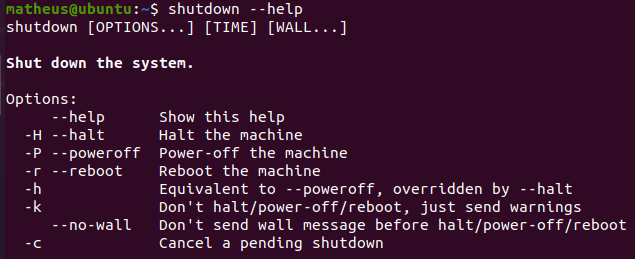 matheus@ubuntu:~$ shutdown --help
shutdown [OPTIONS...] [TIME] [WALL...]
Shut down the system.
Options:
--help Show this help
-H --halt Halt the machine
-P --poweroff Power-off the machine
-r --reboot Reboot the machine
-h Equivalent to --poweroff, overridden by --halt
-k Don't halt/power-off/reboot, just send warnings
--no-wall Don't send wall message before halt/power-off/reboot
-c Cancel a pending shutdown